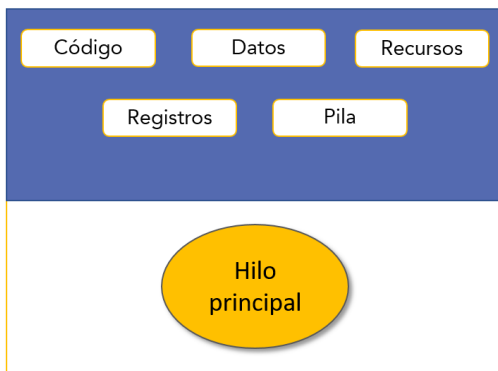 Código
Datos
Recursos
Registros
Pila
Hilo
principal